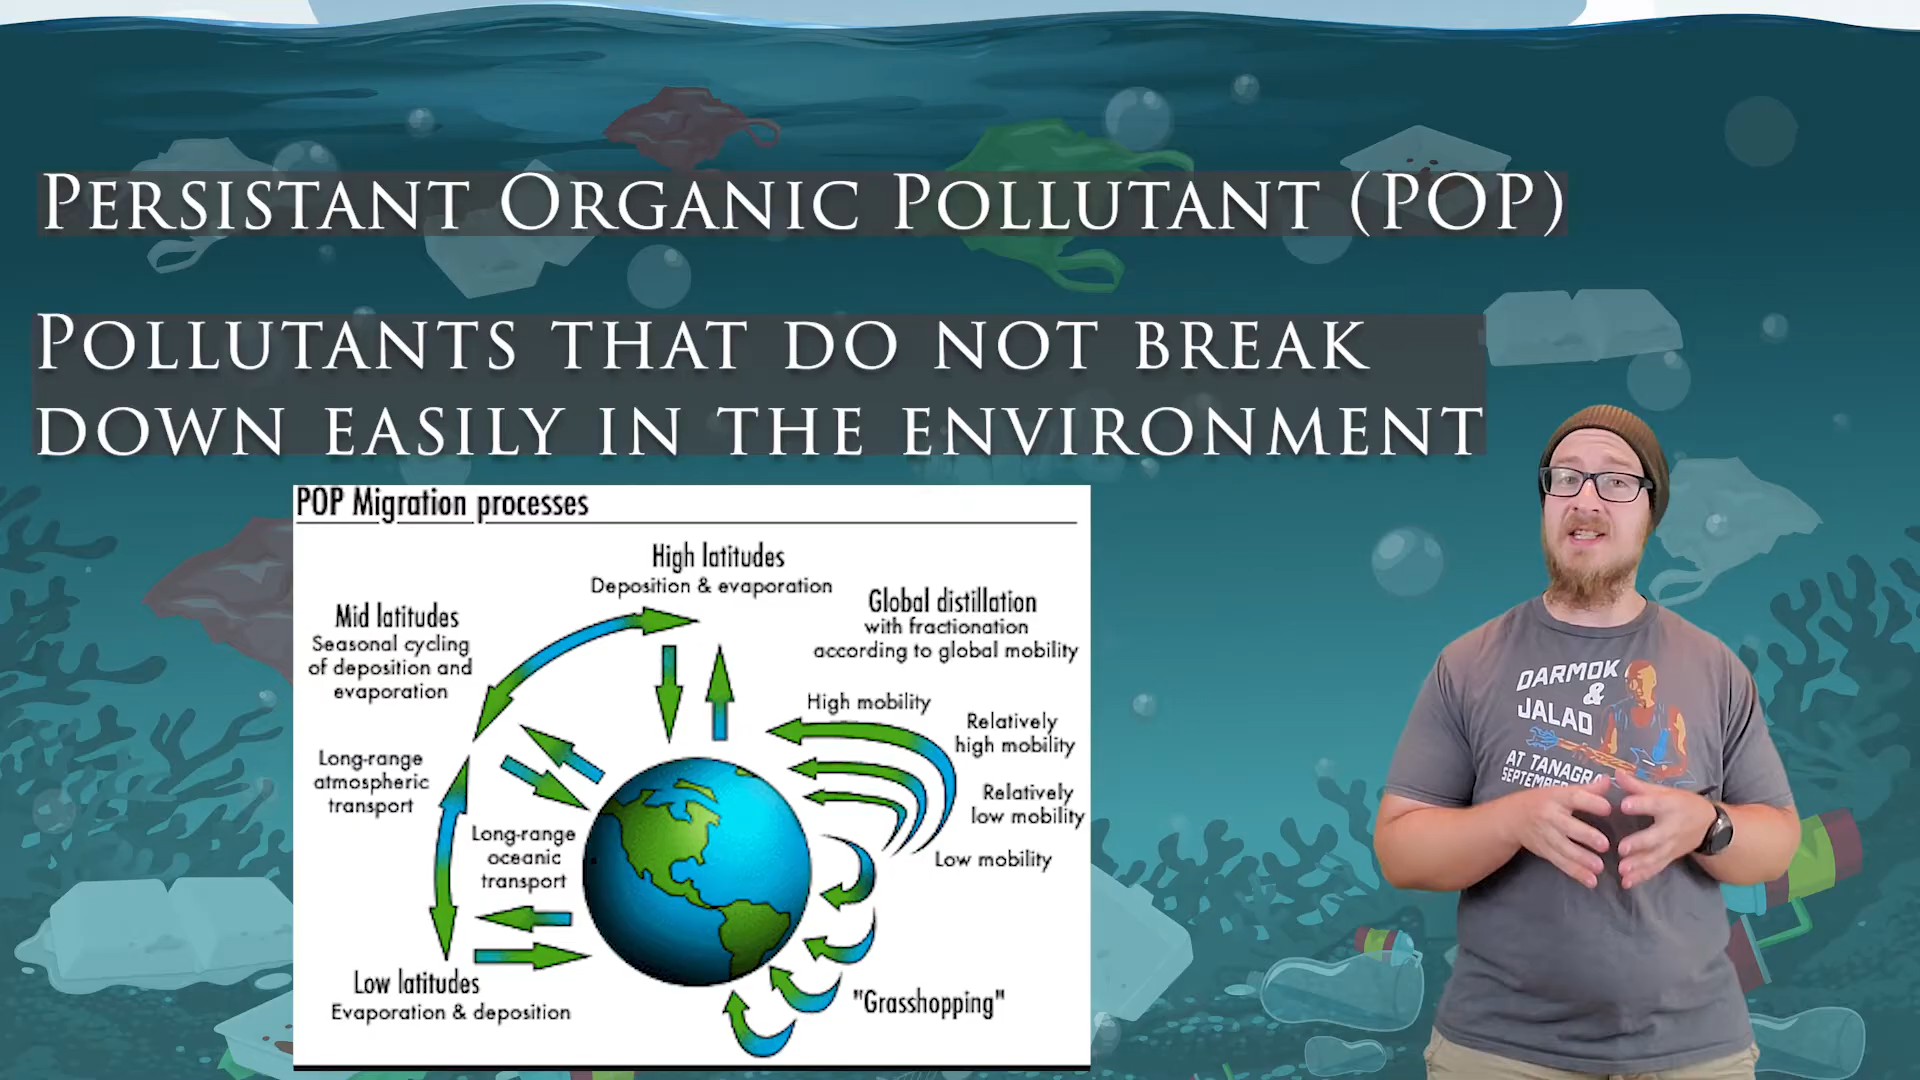 Persistant Organic Pollutant (POP)
Pollutants that do not break
down easily in the environment
POP Migration processes
High latitudes
Deposition & evaporation
Mid latitudes
Seasonal cycling
of deposition and
evaporation
Global distillation
with fractionation
according to global mobility
High mobility
Relatively
high mobility
Relatively
low mobility
Low mobility
Long-range
atmospheric
transport
Long-range
oceanic
transport
Low latitudes
Evaporation & deposition
"Grasshopping"
DARMOK
&
JALAD
AT TANAGRA
SEPTEMBER